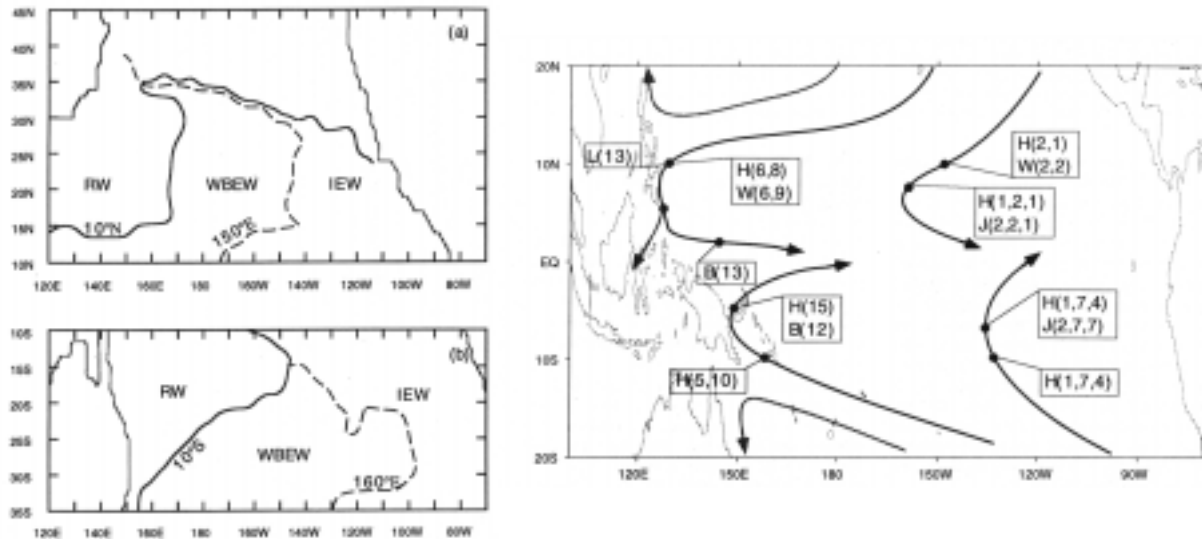 45N
40N
35N
30N
25N
20N
15N
10N
(a)
RW
WBEW
IEW
10°N
150°E
120E 140E 160E 180 160W 140W 120W 100W 80W
10S
15S
20S
25S
30S
35S
(b)
RW
IEW
WBEW
10°S
160°E
120E 140E 160E 180 160W 140W 120W 100W 80W
20N
10N
EQ
10S
20S
L(13)
H(6,8)
W(6,9)
H(2,1)
W(2,2)
H(1,2,1)
J(2,2,1)
B(13)
H(15)
B(12)
H(1,7,4)
J(2,7,7)
H(5,10)
H(1,7,4)
120E 150E 180 150W 120W 90W